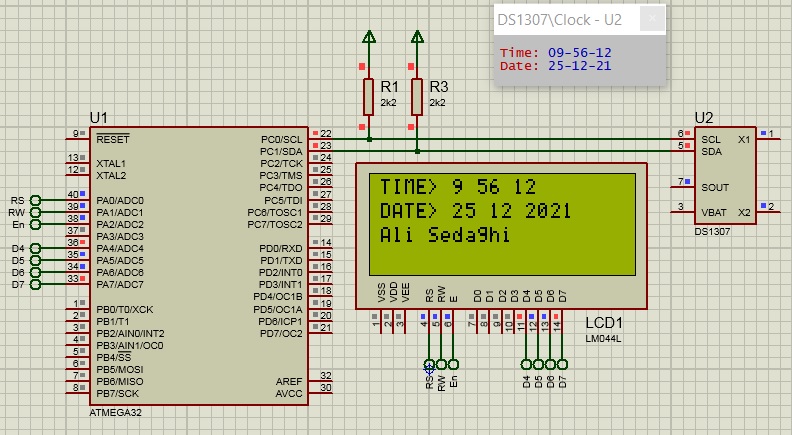 DS1307\Clock - U2
x
Time: 09-56-12
Date: 25-12-21
R1
2k2
R3
2k2
U1
9 RESET
13 XTAL1
12 XTAL2
RS 40 PA0/ADC0
RW 39 PA1/ADC1
En 38 PA2/ADC2
37 PA3/ADC3
D4 36 PA4/ADC4
D5 35 PA5/ADC5
D6 34 PA6/ADC6
D7 33 PA7/ADC7
1 PB0/T0/XCK
2 PB1/T1
3 PB2/AIN0/INT2
4 PB3/AIN1/OC0
5 PB4/SS
6 PB5/MOSI
7 PB6/MISO
8 PB7/SCK
PC0/SCL 22
PC1/SDA 23
PC2/TCK 24
PC3/TMS 25
PC4/TDO 26
PC5/TDI 27
PC6/TOSC1 28
PC7/TOSC2 29
PD0/RXD 14
PD1/TXD 15
PD2/INT0 16
PD3/INT1 17
PD4/OC1B 18
PD5/OC1A 19
PD6/ICP1 20
PD7/OC2 21
AREF 32
AVCC 30
ATMEGA32
TIME> 9 56 12
DATE> 25 12 2021
Ali Sedaghi
VSS VDD VEE RS RW E D0 D1 D2 D3 D4 D5 D6 D7
1 2 3 4 5 6 7 8 9 10 11 12 13 14
RS RW En D4 D5 D6 D7
LCD1
LM044L
U2
6 SCL X1 1
5 SDA
7 SOUT
3 VBAT X2 2
DS1307